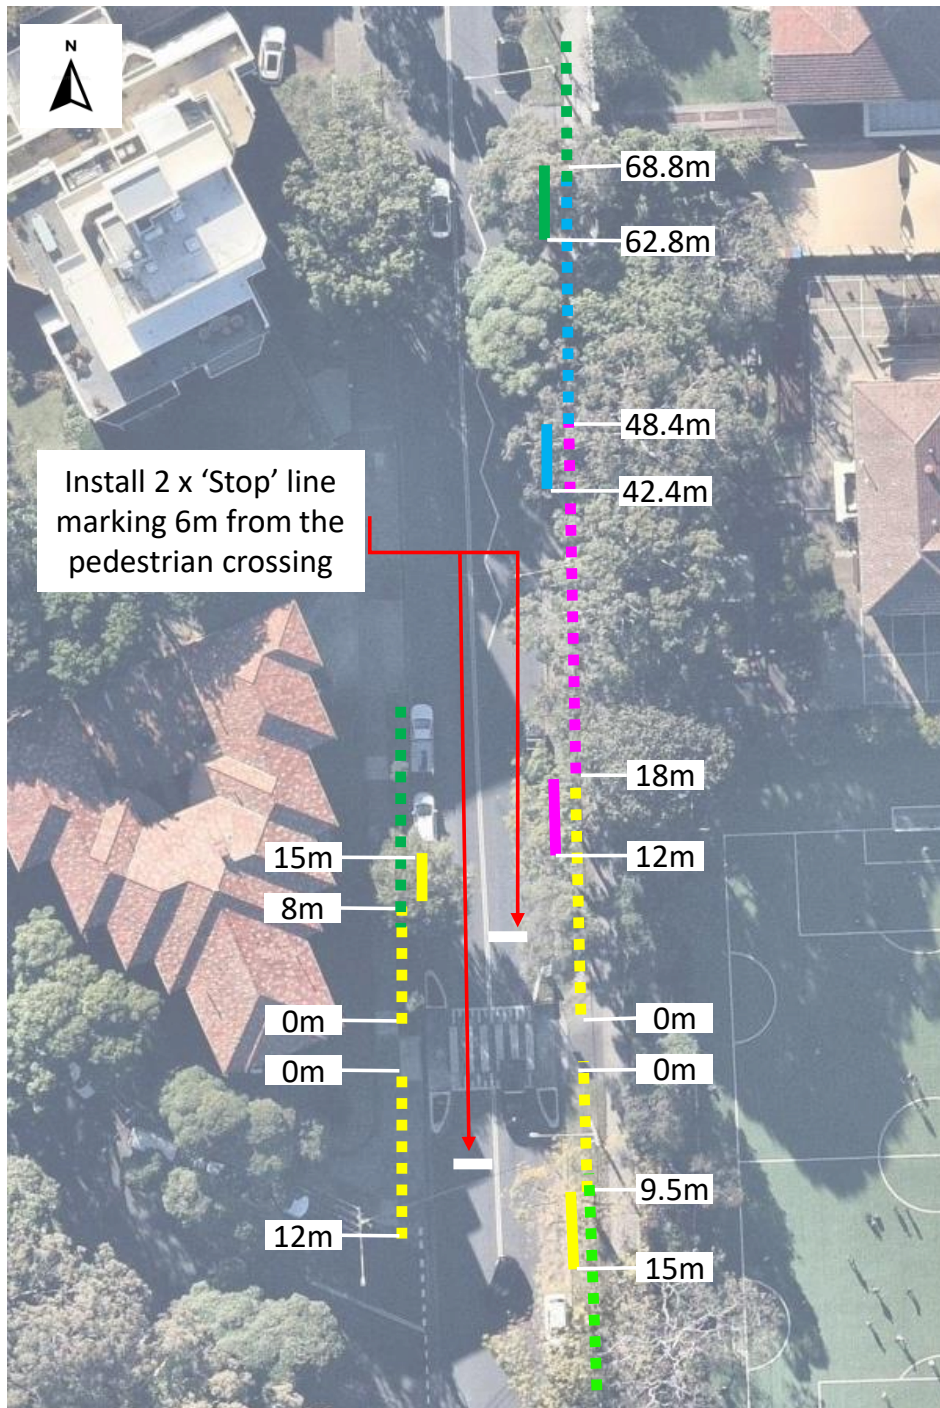 N
68.8m
62.8m
48.4m
42.4m
Install 2 x ‘Stop’ line
marking 6m from the
pedestrian crossing
18m
15m
12m
8m
0m
0m
0m
0m
9.5m
12m
15m